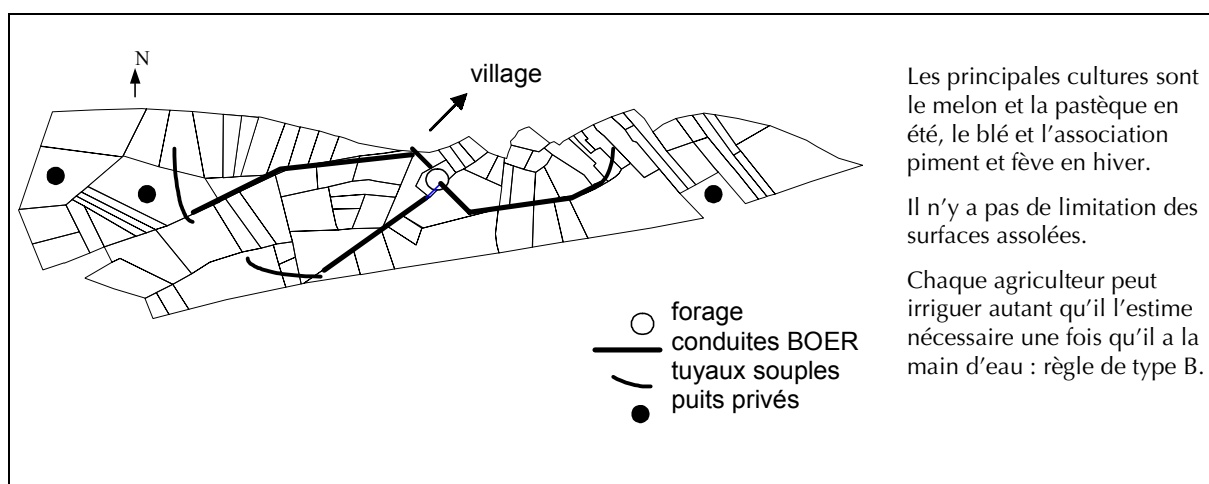 N
village
forage
conduites BOER
tuyaux souples
puits privés
Les principales cultures sont
le melon et la pastèque en
été, le blé et l’association
piment et fève en hiver.
Il n’y a pas de limitation des
surfaces assolées.
Chaque agriculteur peut
irriguer autant qu’il l’estime
nécessaire une fois qu’il a la
main d’eau : règle de type B.